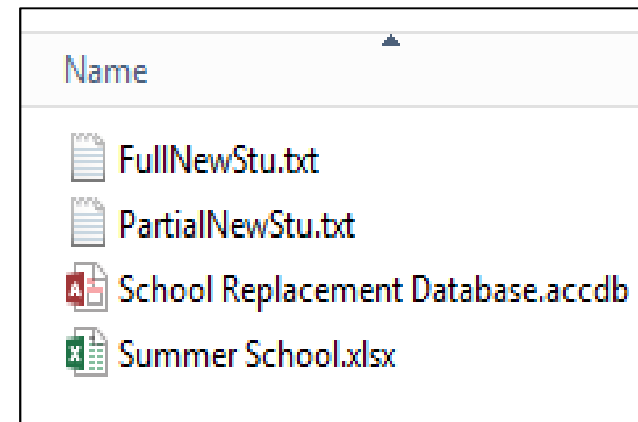 Name
FullNewStu.txt
PartialNewStu.txt
School Replacement Database.accdb
Summer School.xlsx